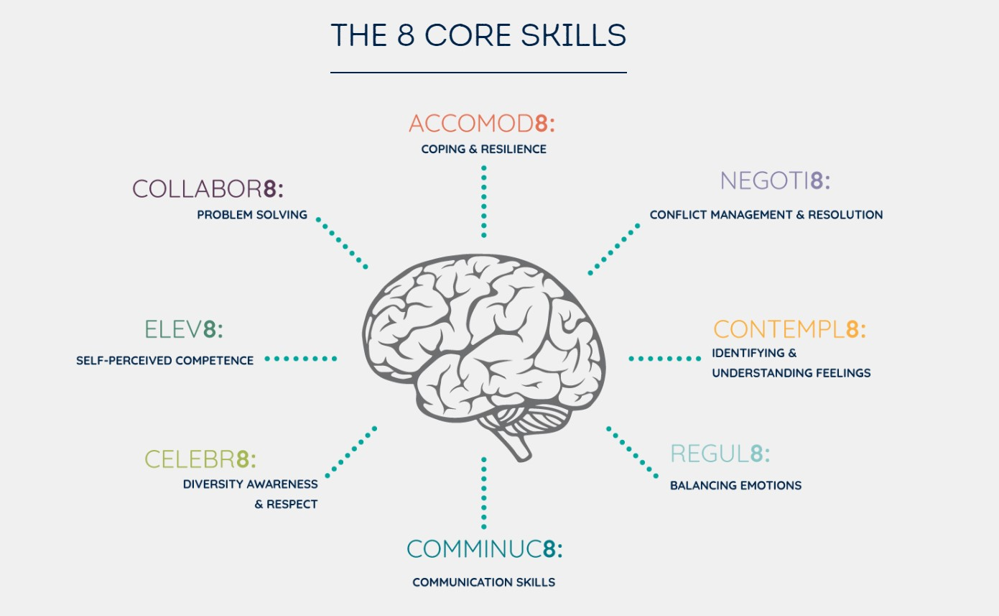 THE 8 CORE SKILLS
ACCOMOD8:
COPING & RESILIENCE
NEGOTI8:
CONFLICT MANAGEMENT & RESOLUTION
COLLABOR8:
PROBLEM SOLVING
ELEV8:
SELF-PERCEIVED COMPETENCE
CONTEMPL8:
IDENTIFYING &
UNDERSTANDING FEELINGS
CELEBR8:
DIVERSITY AWARENESS
& RESPECT
REGUL8:
BALANCING EMOTIONS
COMMINUC8:
COMMUNICATION SKILLS